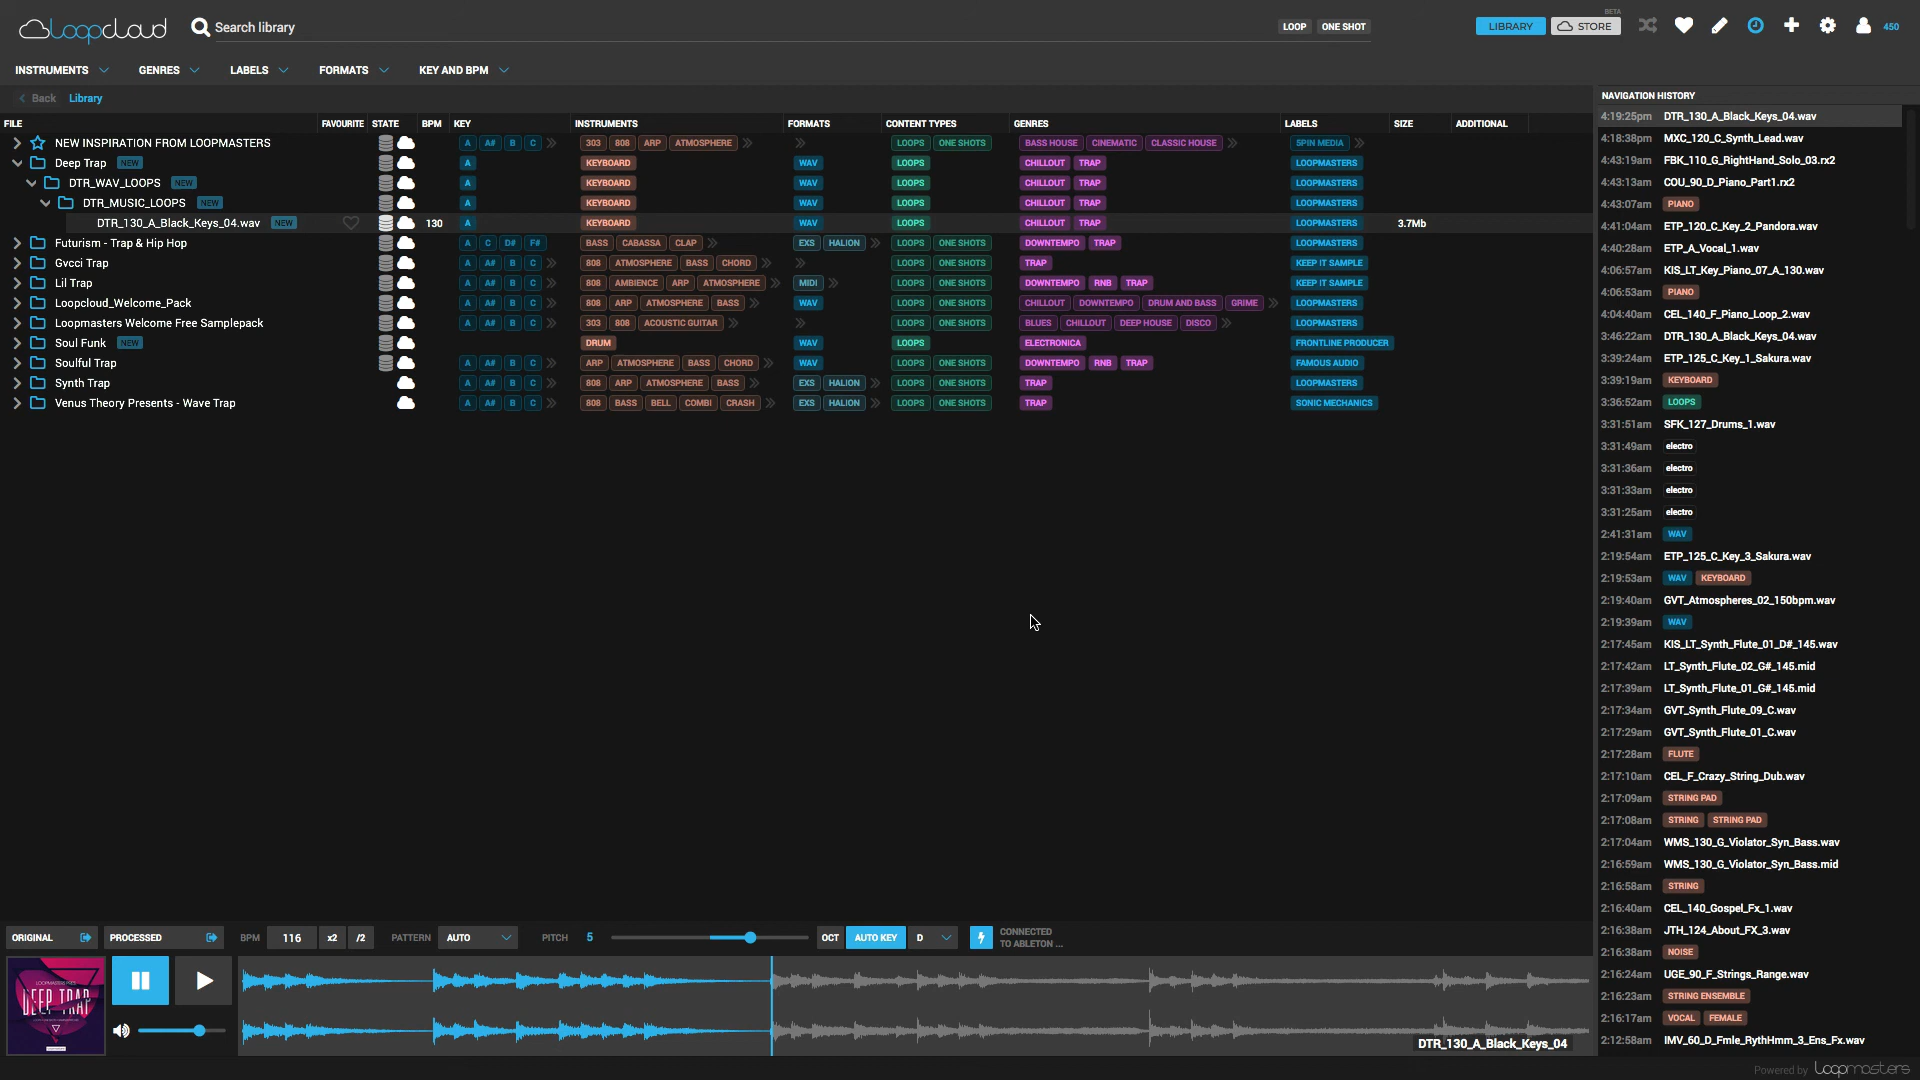 loopcloud
Search library
LOOP ONE SHOT
LIBRARY BETA STORE 450
INSTRUMENTS GENRES LABELS FORMATS KEY AND BPM
Back Library
FILE FAVOURITE STATE BPM KEY INSTRUMENTS FORMATS CONTENT TYPES GENRES LABELS SIZE ADDITIONAL
NEW INSPIRATION FROM LOOPMASTERS A A# B C 303 808 ARP ATMOSPHERE LOOPS ONE SHOTS BASS HOUSE CINEMATIC CLASSIC HOUSE 5PIN MEDIA
Deep Trap NEW A KEYBOARD WAV LOOPS CHILLOUT TRAP LOOPMASTERS
DTR_WAV_LOOPS NEW A KEYBOARD WAV LOOPS CHILLOUT TRAP LOOPMASTERS
DTR_MUSIC_LOOPS NEW A KEYBOARD WAV LOOPS CHILLOUT TRAP LOOPMASTERS
DTR_130_A_Black_Keys_04.wav NEW 130 A KEYBOARD WAV LOOPS CHILLOUT TRAP LOOPMASTERS 3.7Mb
Futurism - Trap & Hip Hop A C D# F# BASS CABASSA CLAP EXS HALION LOOPS ONE SHOTS DOWNTEMPO TRAP LOOPMASTERS
Gvcci Trap A A# B C 808 ATMOSPHERE BASS CHORD LOOPS ONE SHOTS TRAP KEEP IT SAMPLE
Lil Trap A A# B C 808 AMBIENCE ARP ATMOSPHERE MIDI LOOPS ONE SHOTS DOWNTEMPO RNB TRAP KEEP IT SAMPLE
Loopcloud_Welcome_Pack A A# B C 808 ARP ATMOSPHERE BASS WAV LOOPS ONE SHOTS CHILLOUT DOWNTEMPO DRUM AND BASS GRIME LOOPMASTERS
Loopmasters Welcome Free Samplepack A A# B C 303 808 ACOUSTIC GUITAR LOOPS ONE SHOTS BLUES CHILLOUT DEEP HOUSE DISCO LOOPMASTERS
Soul Funk NEW DRUM WAV LOOPS ELECTRONICA FRONTLINE PRODUCER
Soulful Trap A A# B C ARP ATMOSPHERE BASS CHORD WAV LOOPS ONE SHOTS DOWNTEMPO RNB TRAP FAMOUS AUDIO
Synth Trap A A# B C 808 ARP ATMOSPHERE BASS EXS HALION LOOPS ONE SHOTS TRAP LOOPMASTERS
Venus Theory Presents - Wave Trap A A# B C 808 BASS BELL COMBI CRASH EXS HALION LOOPS ONE SHOTS TRAP SONIC MECHANICS
NAVIGATION HISTORY
4:19:25pm DTR_130_A_Black_Keys_04.wav
4:18:38pm MXC_120_C_Synth_Lead.wav
4:43:19am FBK_110_G_RightHand_Solo_03.rx2
4:43:13am COU_90_D_Piano_Part1.rx2
4:43:07am PIANO
4:41:04am ETP_120_C_Key_2_Pandora.wav
4:40:28am ETP_A_Vocal_1.wav
4:06:57am KIS_LT_Key_Piano_07_A_130.wav
4:06:53am PIANO
4:04:40am CEL_140_F_Piano_Loop_2.wav
3:46:22am DTR_130_A_Black_Keys_04.wav
3:39:24am ETP_125_C_Key_1_Sakura.wav
3:39:19am KEYBOARD
3:36:52am LOOPS
3:31:51am SFK_127_Drums_1.wav
3:31:49am electro
3:31:36am electro
3:31:33am electro
3:31:25am electro
2:41:31am WAV
2:19:54am ETP_125_C_Key_3_Sakura.wav
2:19:53am WAV KEYBOARD
2:19:40am GVT_Atmospheres_02_150bpm.wav
2:19:39am WAV
2:17:45am KIS_LT_Synth_Flute_01_D#_145.wav
2:17:42am LT_Synth_Flute_02_G#_145.mid
2:17:39am LT_Synth_Flute_01_G#_145.mid
2:17:34am GVT_Synth_Flute_09_C.wav
2:17:29am GVT_Synth_Flute_01_C.wav
2:17:28am FLUTE
2:17:10am CEL_F_Crazy_String_Dub.wav
2:17:09am STRING PAD
2:17:08am STRING STRING PAD
2:17:04am WMS_130_G_Violator_Syn_Bass.wav
2:16:59am WMS_130_G_Violator_Syn_Bass.mid
2:16:58am STRING
2:16:40am CEL_140_Gospel_Fx_1.wav
2:16:38am JTH_124_About_FX_3.wav
2:16:38am NOISE
2:16:24am UGE_90_F_Strings_Range.wav
2:16:23am STRING ENSEMBLE
2:16:17am VOCAL FEMALE
2:12:58am IMV_60_D_Fmle_RythHmm_3_Ens_Fx.wav
ORIGINAL PROCESSED BPM 116 x2 /2 PATTERN AUTO PITCH 5 OCT AUTO KEY D CONNECTED
TO ABLETON ...
DEEP TRAP
DTR_130_A_Black_Keys_04
Powered by Loopmasters